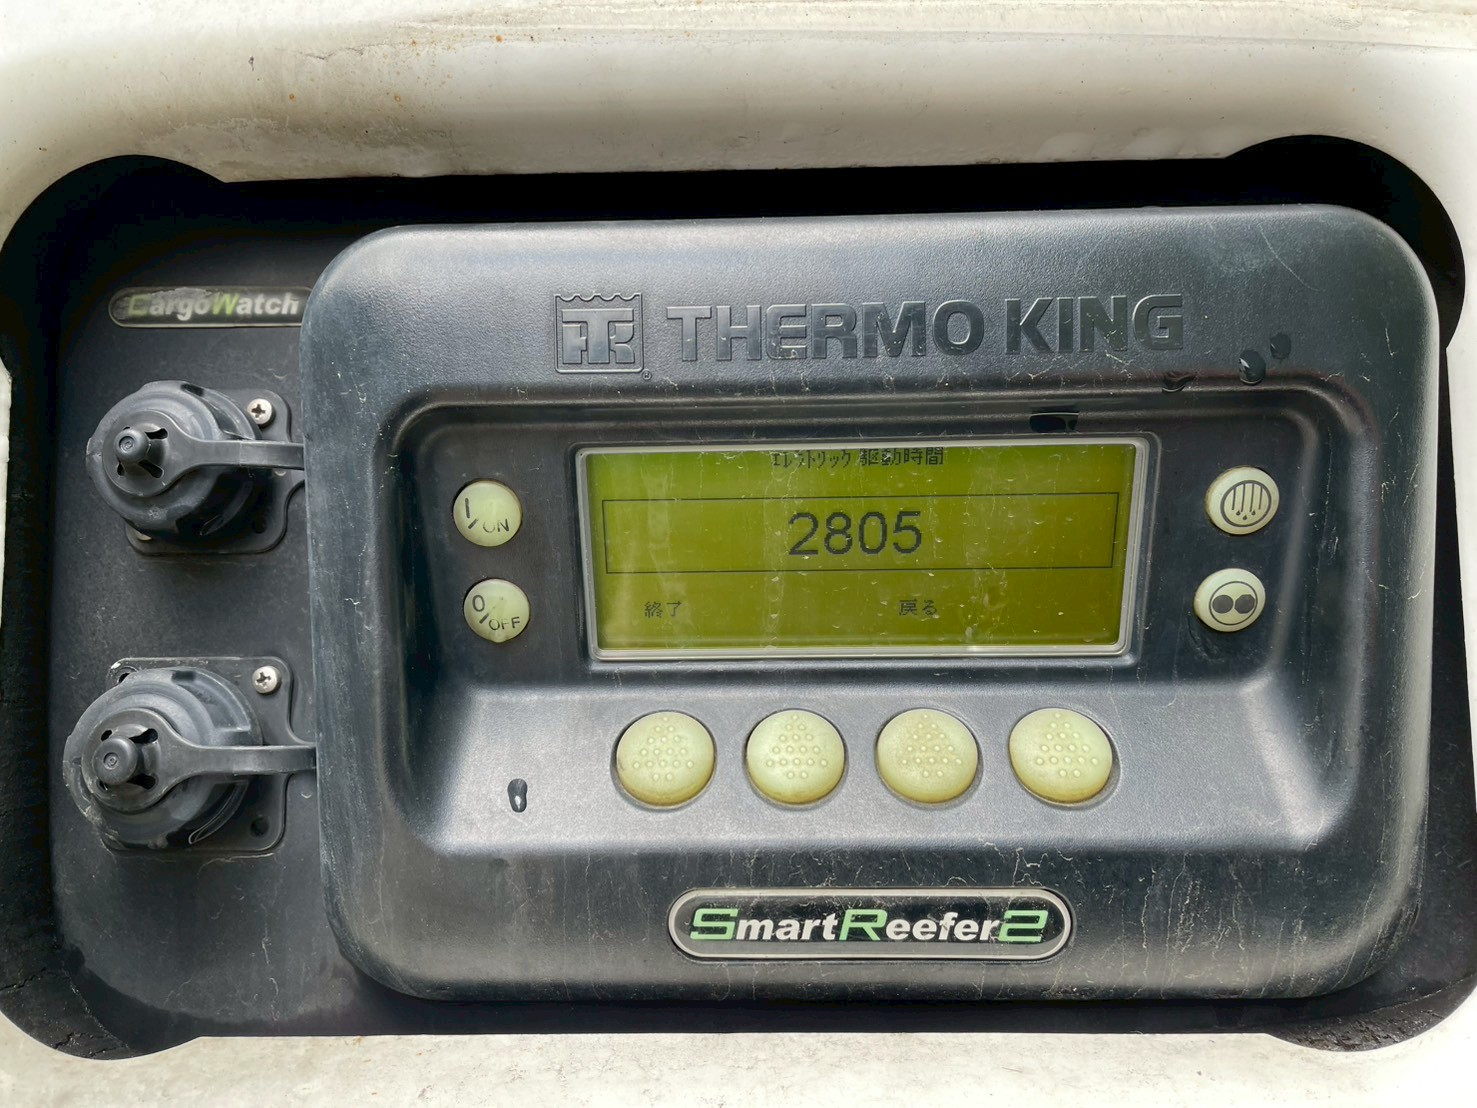 CargoWatch
TK
®
THERMO KING
エレクトリック 駆動時間
2805
終了 戻る
I/ON
O/OFF
SmartReefer2